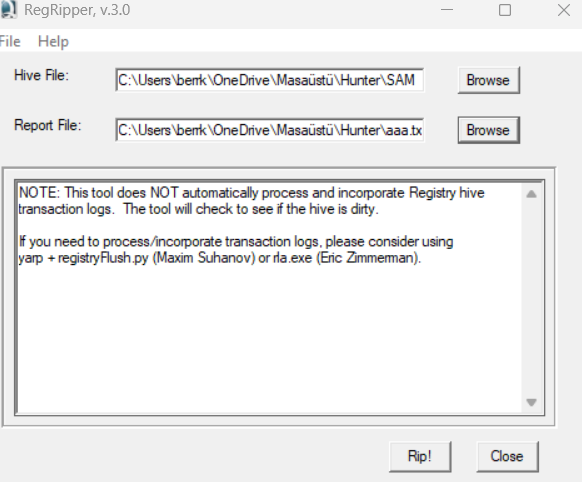 RegRipper, v.3.0
File Help
Hive File:
C:\Users\berrk\OneDrive\Masaüstü\Hunter\SAM
Browse
Report File:
C:\Users\berrk\OneDrive\Masaüstü\Hunter\aaa.tx
Browse
NOTE: This tool does NOT automatically process and incorporate Registry hive
transaction logs.  The tool will check to see if the hive is dirty.
If you need to process/incorporate transaction logs, please consider using
yarp + registryFlush.py (Maxim Suhanov) or rla.exe (Eric Zimmerman).
Rip!
Close